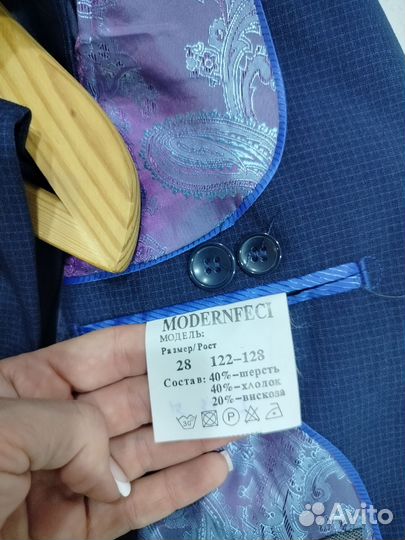 MODERNFECI
МОДЕЛЬ:
Размер/Рост
28 122–128
Состав: 40%–шерсть
40%–хлопок
20%–вискоза
30°
P
Avito